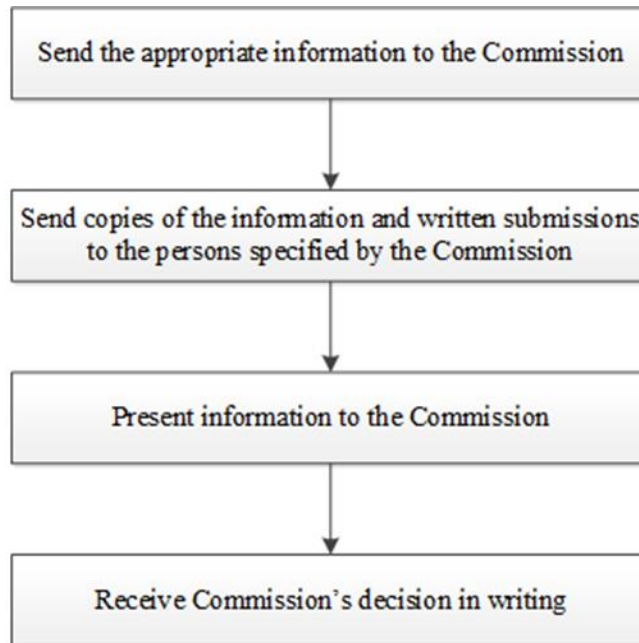 Send the appropriate information to the Commission
Send copies of the information and written submissions
to the persons specified by the Commission
Present information to the Commission
Receive Commission’s decision in writing